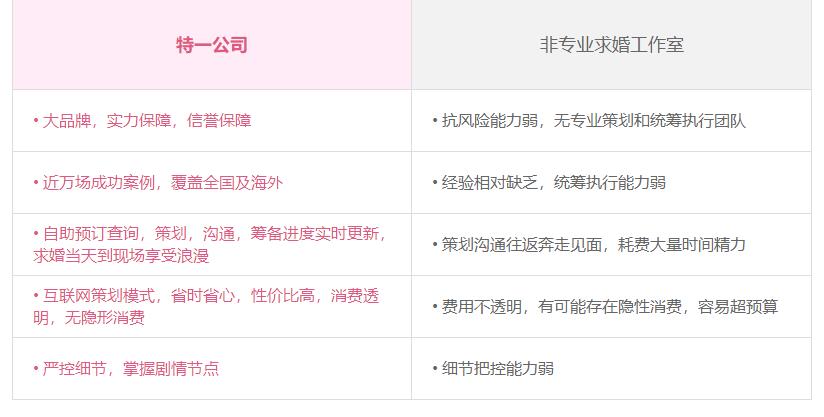 特一公司
非专业求婚工作室
• 大品牌，实力保障，信誉保障
• 抗风险能力弱，无专业策划和统筹执行团队
• 近万场成功案例，覆盖全国及海外
• 经验相对缺乏，统筹执行能力弱
• 自助预订查询，策划，沟通，筹备进度实时更新，
求婚当天到现场享受浪漫
• 策划沟通往返奔走见面，耗费大量时间精力
• 互联网策划模式，省时省心，性价比高，消费透
明，无隐形消费
• 费用不透明，有可能存在隐性消费，容易超预算
• 严控细节，掌握剧情节点
• 细节把控能力弱